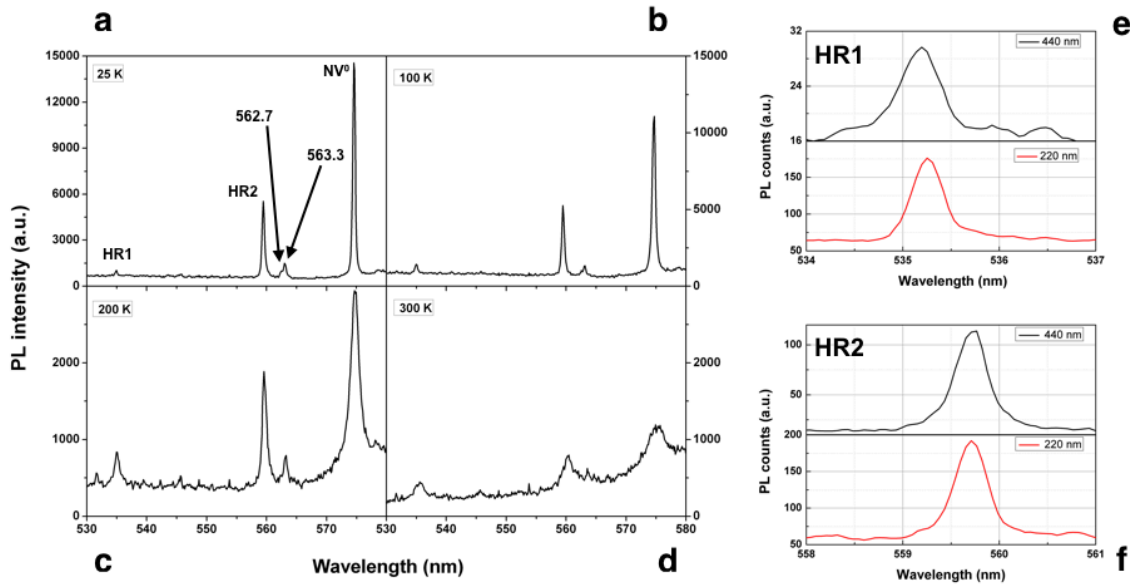 a
b
e
15000
12000
9000
6000
3000
0
25 K
NV⁰
562.7
563.3
HR2
HR1
100 K
15000
10000
5000
0
2000
1000
0
200 K
300 K
2000
1000
0
530
540
550
560
570
530
540
550
560
570
580
PL intensity (a.u.)
Wavelength (nm)
Wavelength (nm)
c
d
HR1
440 nm
32
24
16
220 nm
150
100
50
534
535
536
537
PL counts (a.u.)
Wavelength (nm)
HR2
440 nm
100
50
200
220 nm
150
100
50
558
559
560
561
PL counts (a.u.)
Wavelength (nm)
f